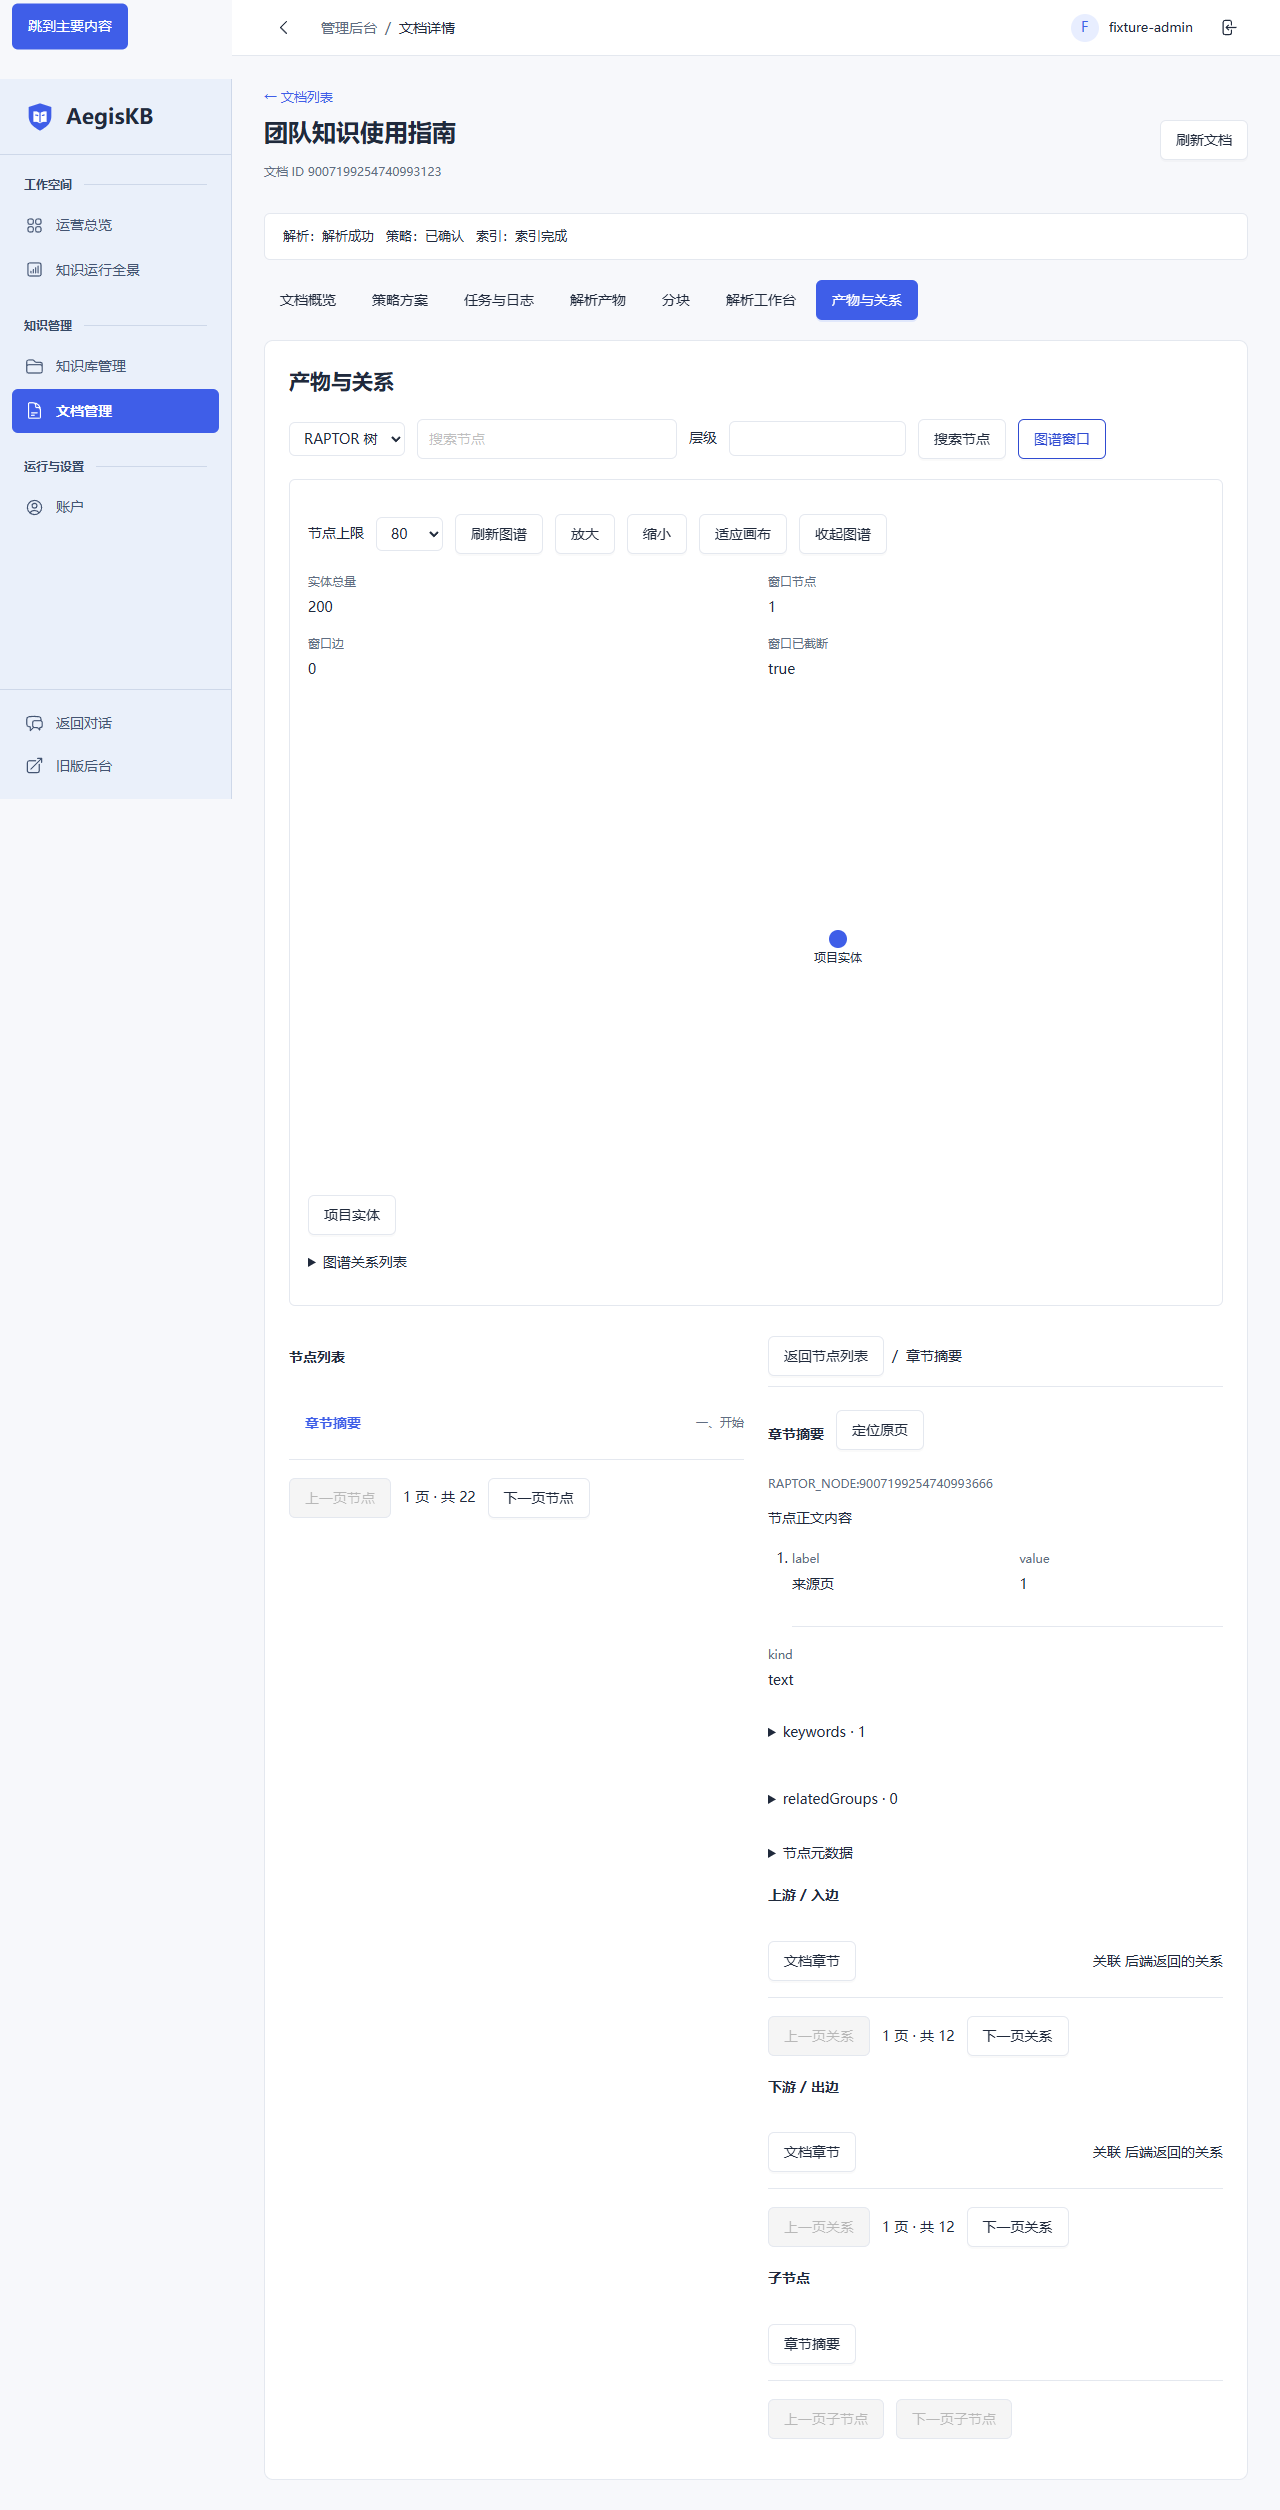 跳到主要内容
管理后台 / 文档详情
F fixture-admin
AegisKB
工作空间
运营总览
知识运行全景
知识管理
知识库管理
文档管理
运行与设置
账户
返回对话
旧版后台
← 文档列表
团队知识使用指南
文档 ID 9007199254740993123
刷新文档
解析：解析成功 策略：已确认 索引：索引完成
文档概览 策略方案 任务与日志 解析产物 分块 解析工作台 产物与关系
产物与关系
RAPTOR 树 搜索节点 层级 搜索节点 图谱窗口
节点上限 80 刷新图谱 放大 缩小 适应画布 收起图谱
实体总量 窗口节点
200 1
窗口边 窗口已截断
0 true
项目实体
项目实体
图谱关系列表
节点列表
章节摘要 一、开始
上一页节点 1 页 · 共 22 下一页节点
返回节点列表 / 章节摘要
章节摘要 定位原页
RAPTOR_NODE:9007199254740993666
节点正文内容
1. label value
来源页 1
kind
text
keywords · 1
relatedGroups · 0
节点元数据
上游 / 入边
文档章节 关联 后端返回的关系
上一页关系 1 页 · 共 12 下一页关系
下游 / 出边
文档章节 关联 后端返回的关系
上一页关系 1 页 · 共 12 下一页关系
子节点
章节摘要
上一页子节点 下一页子节点